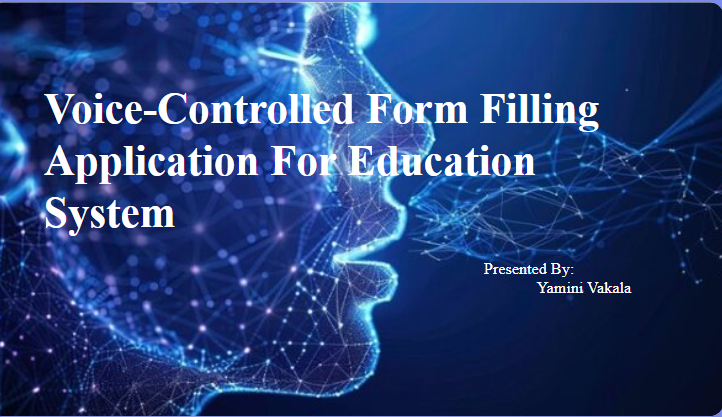 Voice-Controlled Form Filling
Application For Education
System
Presented By:
Yamini Vakala